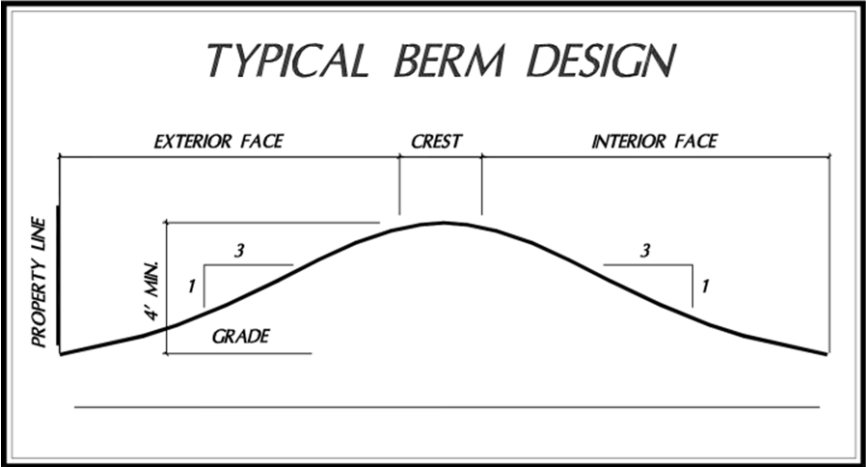 TYPICAL BERM DESIGN
EXTERIOR FACE
CREST
INTERIOR FACE
PROPERTY LINE
4' MIN.
3
1
GRADE
3
1